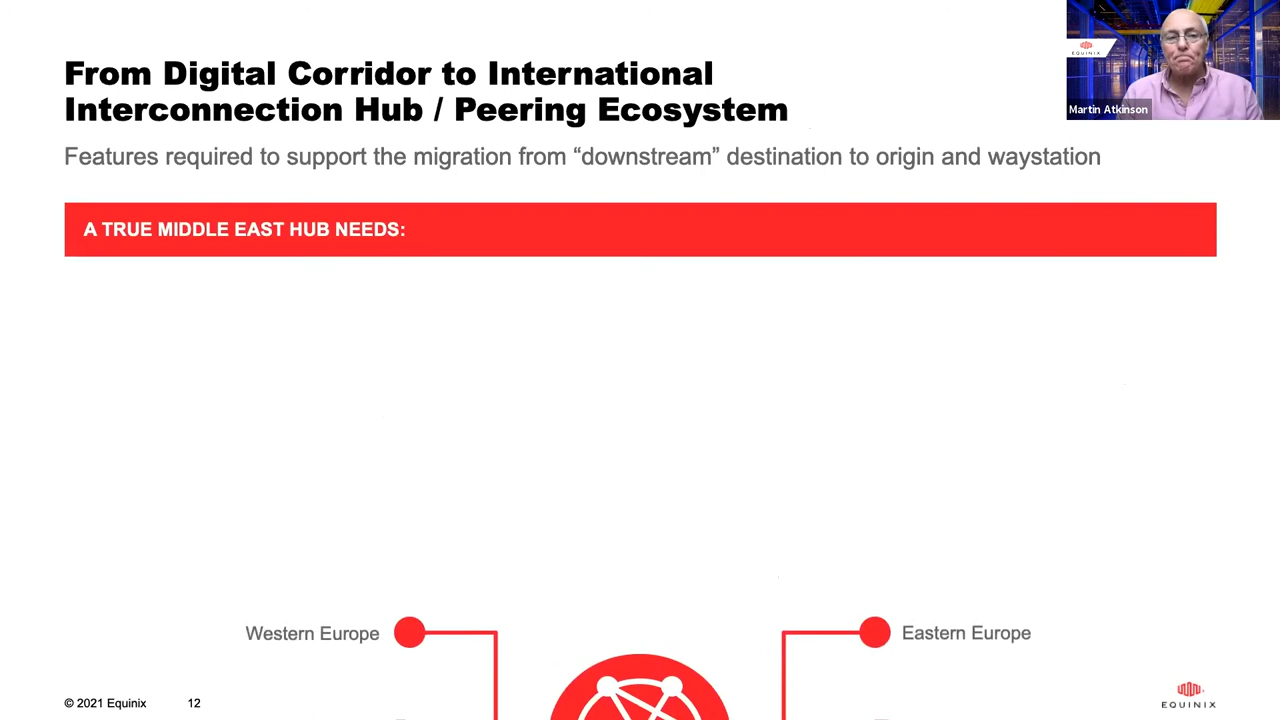 EQUINIX
Martin Atkinson
From Digital Corridor to International
Interconnection Hub / Peering Ecosystem
Features required to support the migration from “downstream” destination to origin and waystation
A TRUE MIDDLE EAST HUB NEEDS:
Western Europe
Eastern Europe
© 2021 Equinix 12
EQUINIX